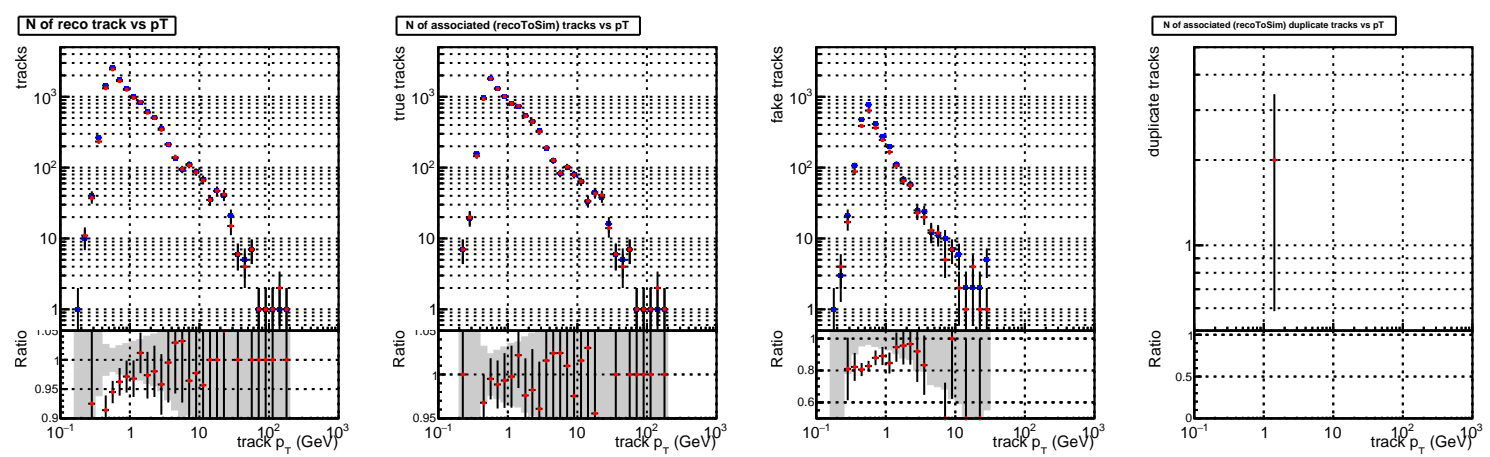 N of reco track vs pT
tracks
10³
10²
10
1
Ratio
1.05
1
0.95
0.9
10⁻¹ 1 10 10² 10³
track p_T (GeV)
N of associated (recoToSim) tracks vs pT
true tracks
10³
10²
10
1
Ratio
1.05
1
0.95
10⁻¹ 1 10 10² 10³
track p_T (GeV)
fake tracks
10³
10²
10
1
Ratio
1
0.8
0.6
10⁻¹ 1 10 10² 10³
track p_T (GeV)
N of associated (recoToSim) duplicate tracks vs pT
duplicate tracks
1
Ratio
1
0.5
0
10⁻¹ 1 10 10² 10³
track p_T (GeV)